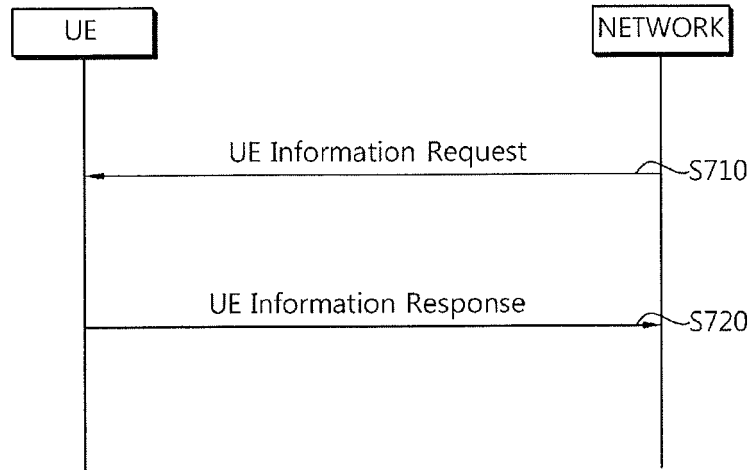 UE
NETWORK
UE Information Request
S710
UE Information Response
S720